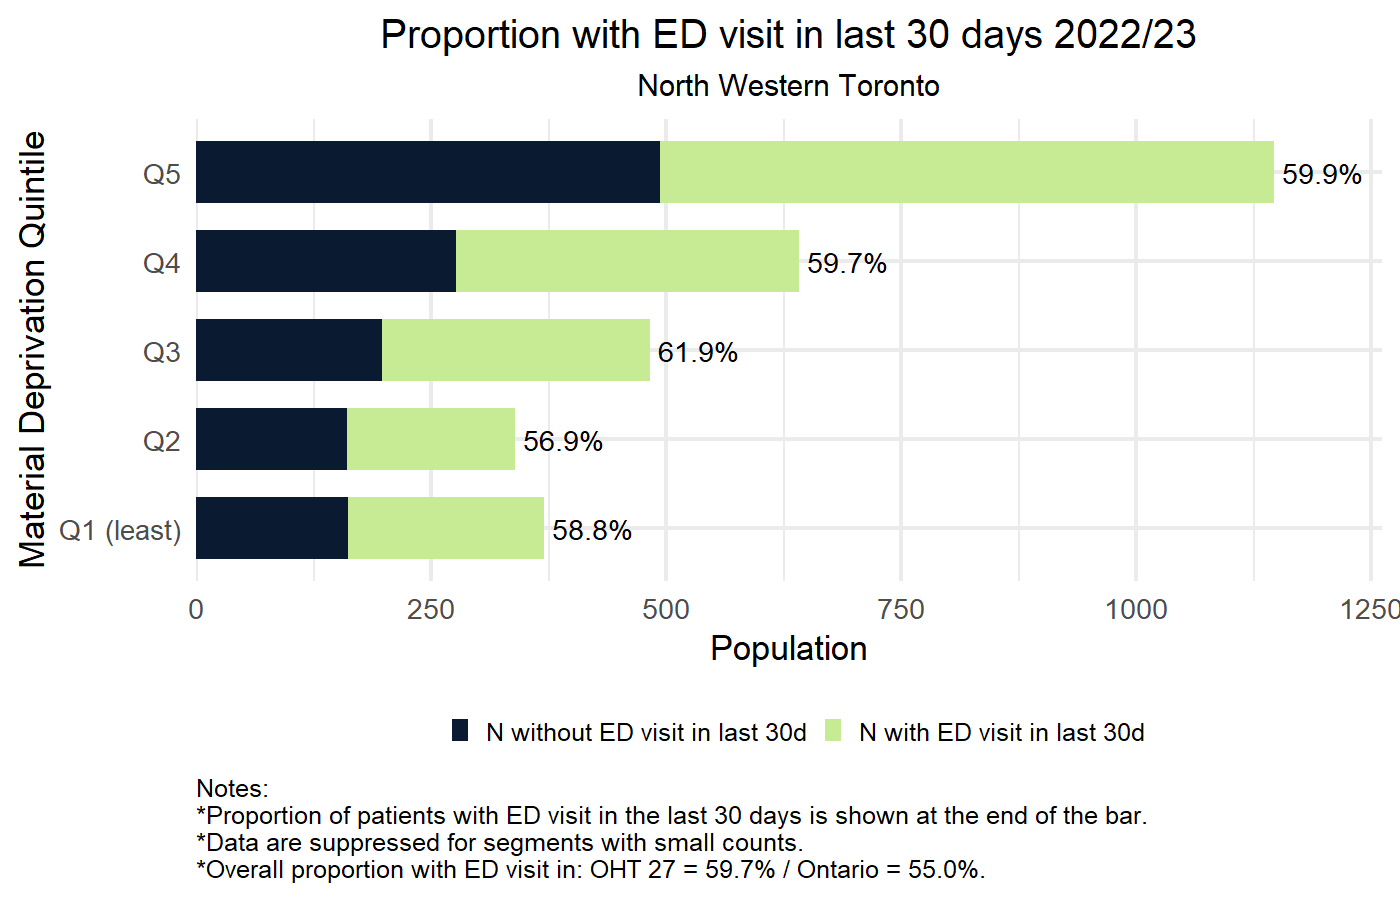 Proportion with ED visit in last 30 days 2022/23
North Western Toronto
Material Deprivation Quintile
Q5
59.9%
Q4
59.7%
Q3
61.9%
Q2
56.9%
Q1 (least)
58.8%
0 250 500 750 1000 1250
Population
N without ED visit in last 30d N with ED visit in last 30d
Notes:
*Proportion of patients with ED visit in the last 30 days is shown at the end of the bar.
*Data are suppressed for segments with small counts.
*Overall proportion with ED visit in: OHT 27 = 59.7% / Ontario = 55.0%.